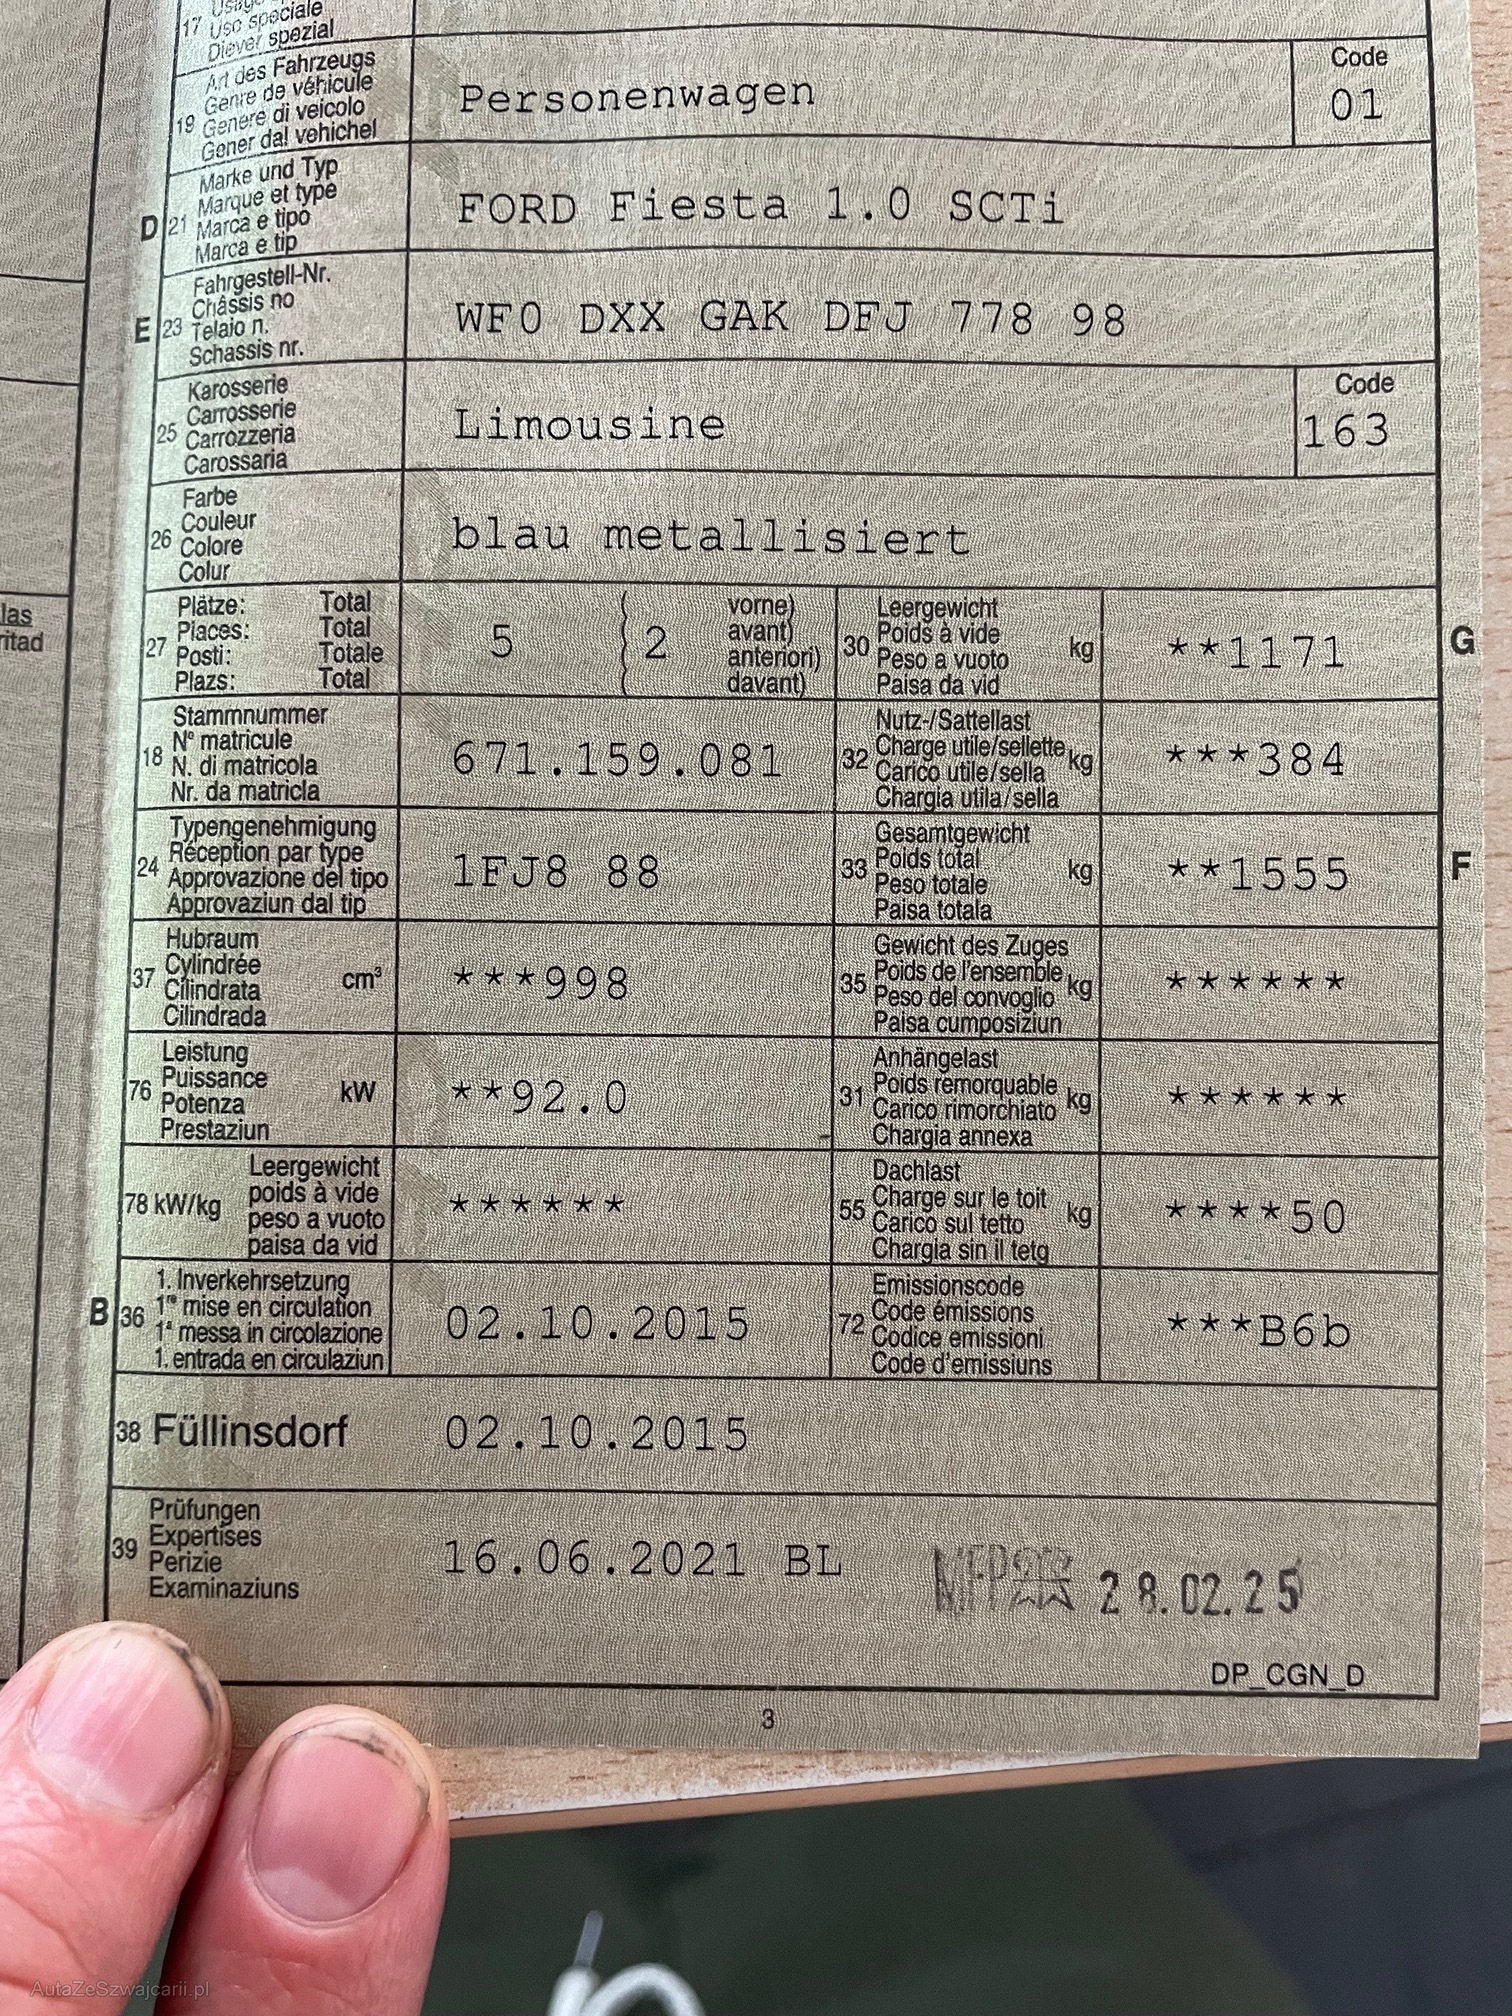 17 Uso speciale
Diever spezial
Art des Fahrzeugs
Genre de véhicule
19 Genere di veicolo
Gener dal vehichel
Personenwagen
Code
01
Marke und Typ
Marque et type
D 21 Marca e tipo
Marca e tip
FORD Fiesta 1.0 SCTi
Fahrgestell-Nr.
Châssis no
E 23 Telaio n.
Schassis nr.
WF0 DXX GAK DFJ 778 98
Karosserie
Carrosserie
25 Carrozzeria
Carossaria
Limousine
Code
163
Farbe
Couleur
26 Colore
Colur
blau metallisiert
las
ritad
Plätze: Total
Places: Total
27 Posti: Totale
Plazs: Total
5 ( 2
vorne)
avant)
anteriori)
davant)
Leergewicht
30 Poids à vide kg
Peso a vuoto
Paisa da vid
**1171
G
Stammnummer
18 N° matricule
N. di matricola
Nr. da matricla
671.159.081
Nutz-/Sattellast
32 Charge utile/sellette kg
Carico utile/sella
Chargia utila/sella
***384
Typengenehmigung
24 Réception par type
Approvazione del tipo
Approvaziun dal tip
1FJ8 88
Gesamtgewicht
33 Poids total kg
Peso totale
Paisa totala
**1555
F
Hubraum
37 Cylindrée cm³
Cilindrata
Cilindrada
***998
Gewicht des Zuges
35 Poids de l'ensemble kg
Peso del convoglio
Paisa cumposiziun
******
Leistung
76 Puissance kW
Potenza
Prestaziun
**92.0
Anhängelast
31 Poids remorquable kg
Carico rimorchiato
Chargia annexa
******
Leergewicht
78 kW/kg poids à vide
peso a vuoto
paisa da vid
******
Dachlast
55 Charge sur le toit kg
Carico sul tetto
Chargia sin il tetg
****50
1. Inverkehrsetzung
B 36 1re mise en circulation
1a messa in circolazione
1. entrada en circulaziun
02.10.2015
Emissionscode
72 Code émissions
Codice emissioni
Code d'emissiuns
***B6b
38 Füllinsdorf 02.10.2015
Prüfungen
39 Expertises
Perizie
Examinaziuns
16.06.2021 BL
28.02.25
DP_CGN_D
3
AutaZeSzwajcarii.pl